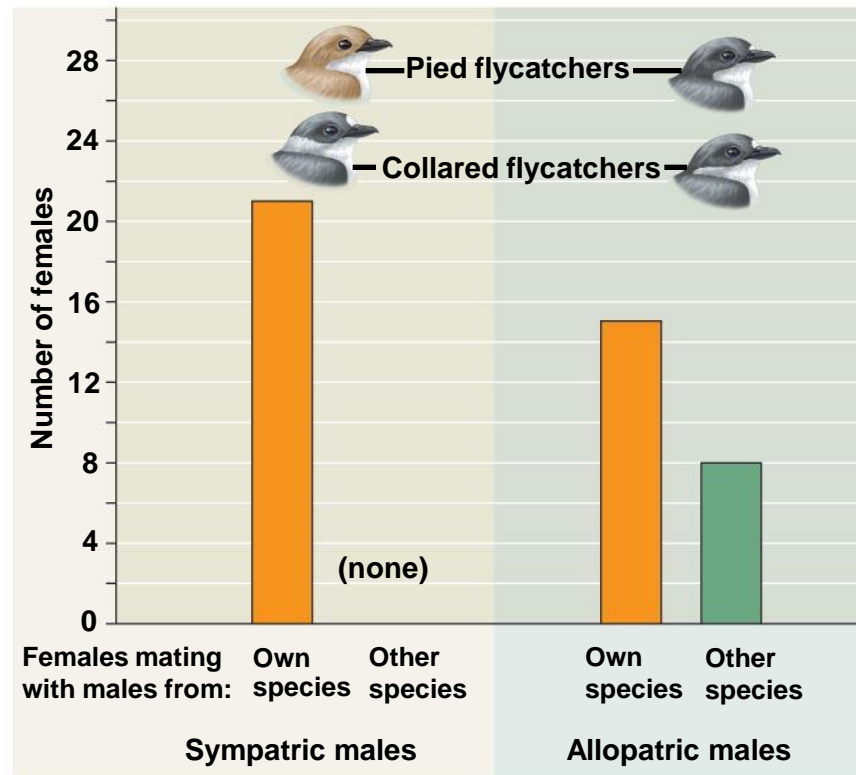 28
Pied flycatchers
24
Collared flycatchers
20
16
12
8
4
0
Number of females
(none)
Females mating
with males from:
Own
species
Other
species
Own
species
Other
species
Sympatric males
Allopatric males